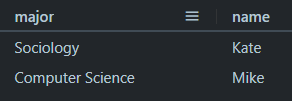 major name
Sociology Kate
Computer Science Mike